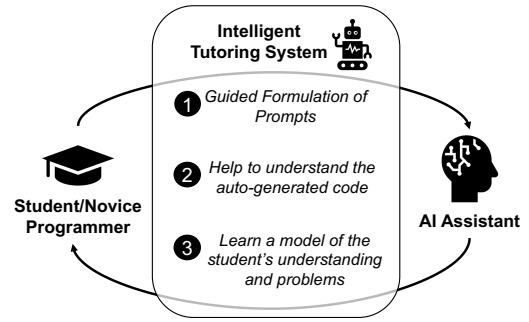 Intelligent
Tutoring System
1 Guided Formulation of
Prompts
2 Help to understand the
auto-generated code
3 Learn a model of the
student's understanding
and problems
Student/Novice
Programmer
AI Assistant